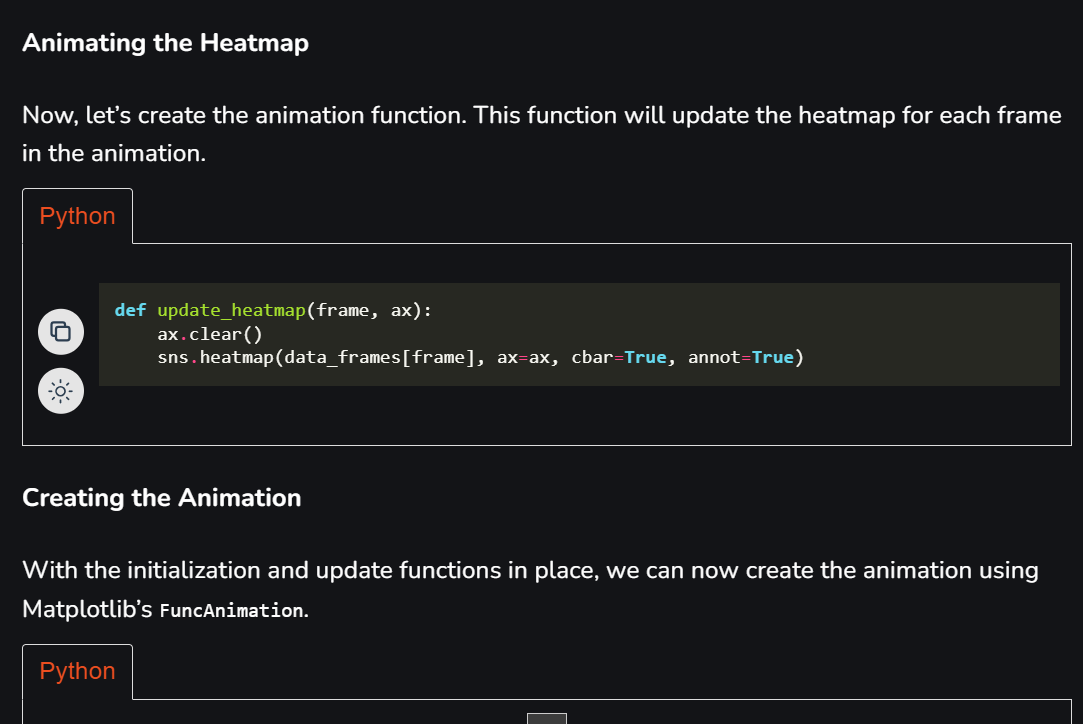 Animating the Heatmap
Now, let’s create the animation function. This function will update the heatmap for each frame
in the animation.
Python
def update_heatmap(frame, ax):
    ax.clear()
    sns.heatmap(data_frames[frame], ax=ax, cbar=True, annot=True)
Creating the Animation
With the initialization and update functions in place, we can now create the animation using
Matplotlib’s FuncAnimation.
Python